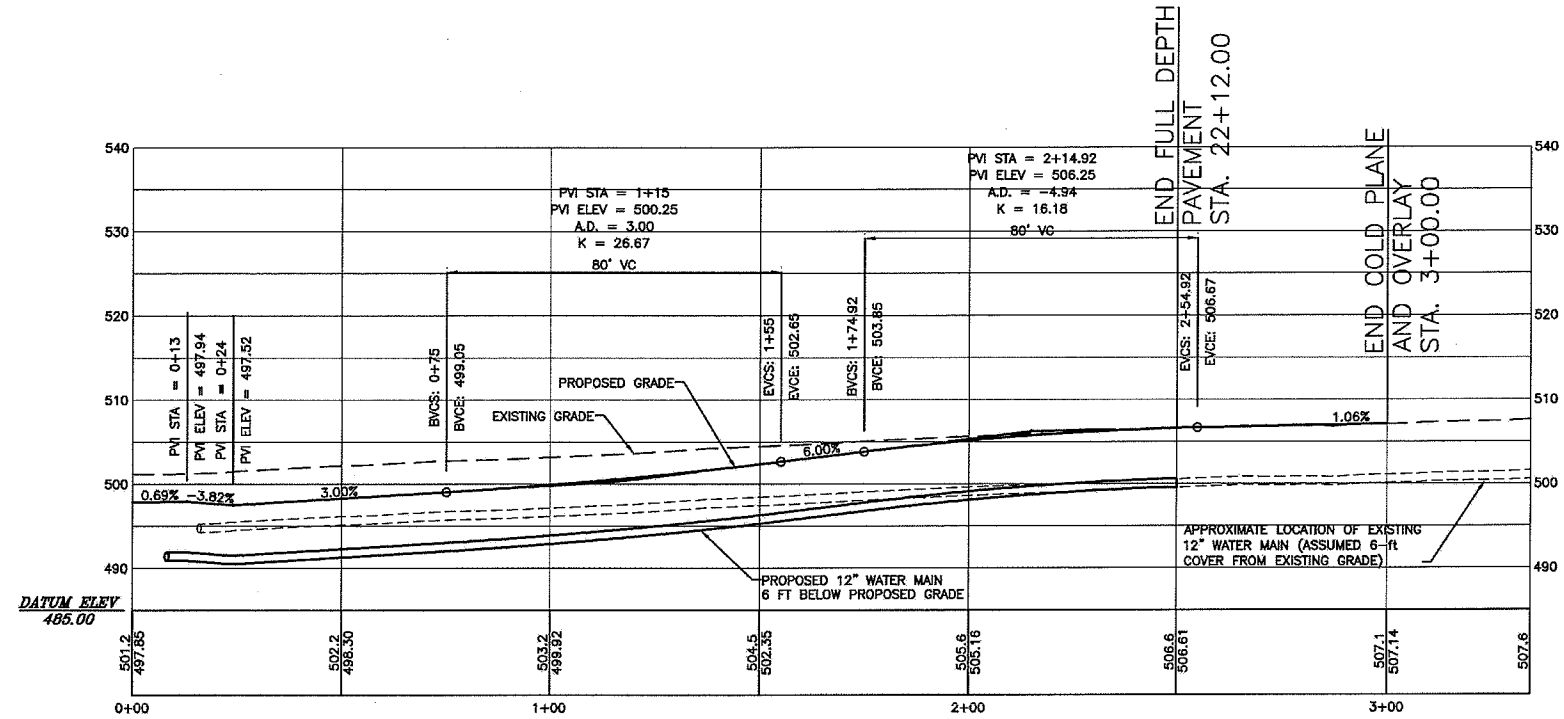 END FULL DEPTH
PAVEMENT
STA. 22+12.00
END COLD PLANE
AND OVERLAY
STA. 3+00.00
540
540
PVI STA = 1+15
PVI ELEV = 500.25
A.D. = 3.00
K = 26.67
80' VC
PVI STA = 2+14.92
PVI ELEV = 506.25
A.D. = -4.94
K = 16.18
80' VC
530
530
520
520
PVI STA = 0+13
PVI ELEV = 497.94
PVI STA = 0+24
PVI ELEV = 497.52
BVCS: 0+75
BVCE: 499.05
EVCS: 1+55
EVCE: 502.65
BVCS: 1+74.92
BVCE: 503.85
EVCS: 2+54.92
EVCE: 506.67
510
510
PROPOSED GRADE
EXISTING GRADE
6.00%
1.06%
500
500
0.69%
-3.82%
3.00%
APPROXIMATE LOCATION OF EXISTING
12" WATER MAIN (ASSUMED 6-ft
COVER FROM EXISTING GRADE)
490
490
PROPOSED 12" WATER MAIN
6 FT BELOW PROPOSED GRADE
DATUM ELEV
485.00
501.2
497.85
502.2
498.30
503.2
499.92
504.5
502.35
505.6
505.16
506.6
506.61
507.1
507.14
507.6
0+00
1+00
2+00
3+00